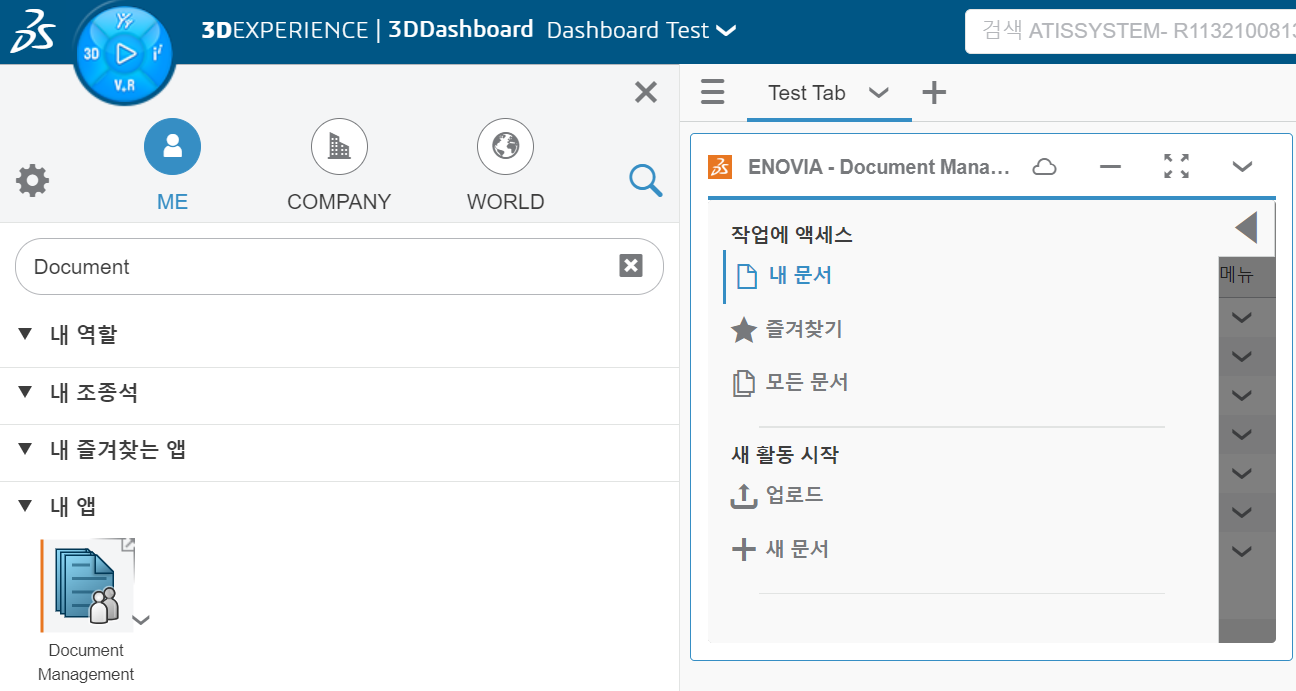 3DEXPERIENCE | 3DDashboard Dashboard Test
검색 ATISSYSTEM- R1132100813
3D
V+R
i²
ME
COMPANY
WORLD
Document
내 역할
내 조종석
내 즐겨찾는 앱
내 앱
Document
Management
Test Tab
ENOVIA - Document Mana...
작업에 액세스
내 문서
즐겨찾기
모든 문서
새 활동 시작
업로드
새 문서
메뉴